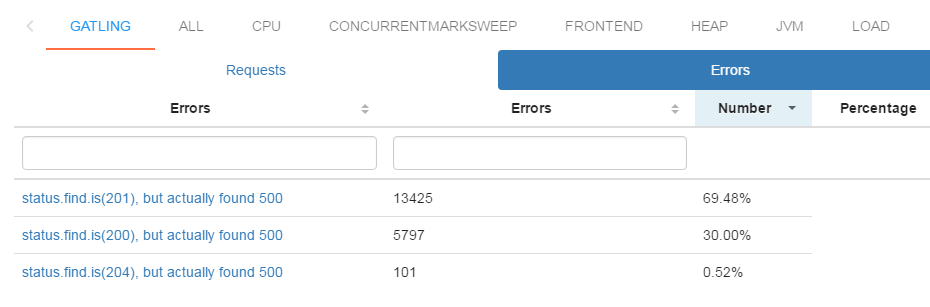 GATLING ALL CPU CONCURRENTMARKSWEEP FRONTEND HEAP JVM LOAD
Requests Errors
Errors Errors Number Percentage
status.find.is(201), but actually found 500 13425 69.48%
status.find.is(200), but actually found 500 5797 30.00%
status.find.is(204), but actually found 500 101 0.52%